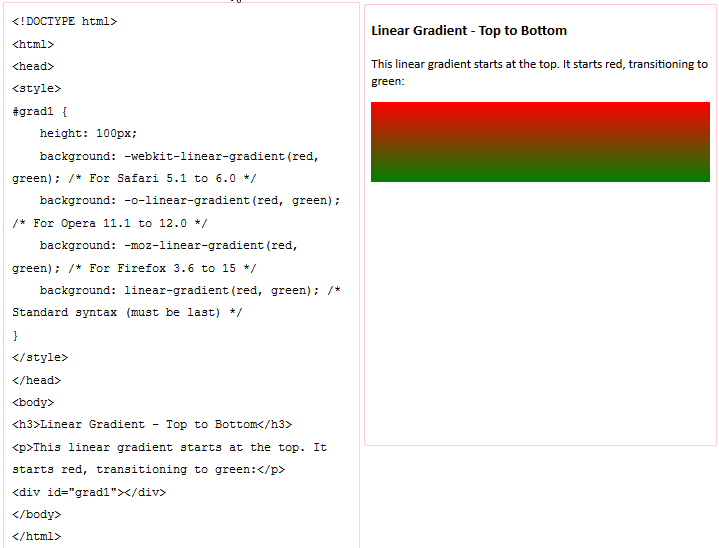 <!DOCTYPE html>
<html>
<head>
<style>
#grad1 {
    height: 100px;
    background: -webkit-linear-gradient(red,
green); /* For Safari 5.1 to 6.0 */
    background: -o-linear-gradient(red, green);
/* For Opera 11.1 to 12.0 */
    background: -moz-linear-gradient(red,
green); /* For Firefox 3.6 to 15 */
    background: linear-gradient(red, green); /*
Standard syntax (must be last) */
}
</style>
</head>
<body>
<h3>Linear Gradient - Top to Bottom</h3>
<p>This linear gradient starts at the top. It
starts red, transitioning to green:</p>
<div id="grad1"></div>
</body>
</html>
Linear Gradient - Top to Bottom
This linear gradient starts at the top. It starts red, transitioning to
green: